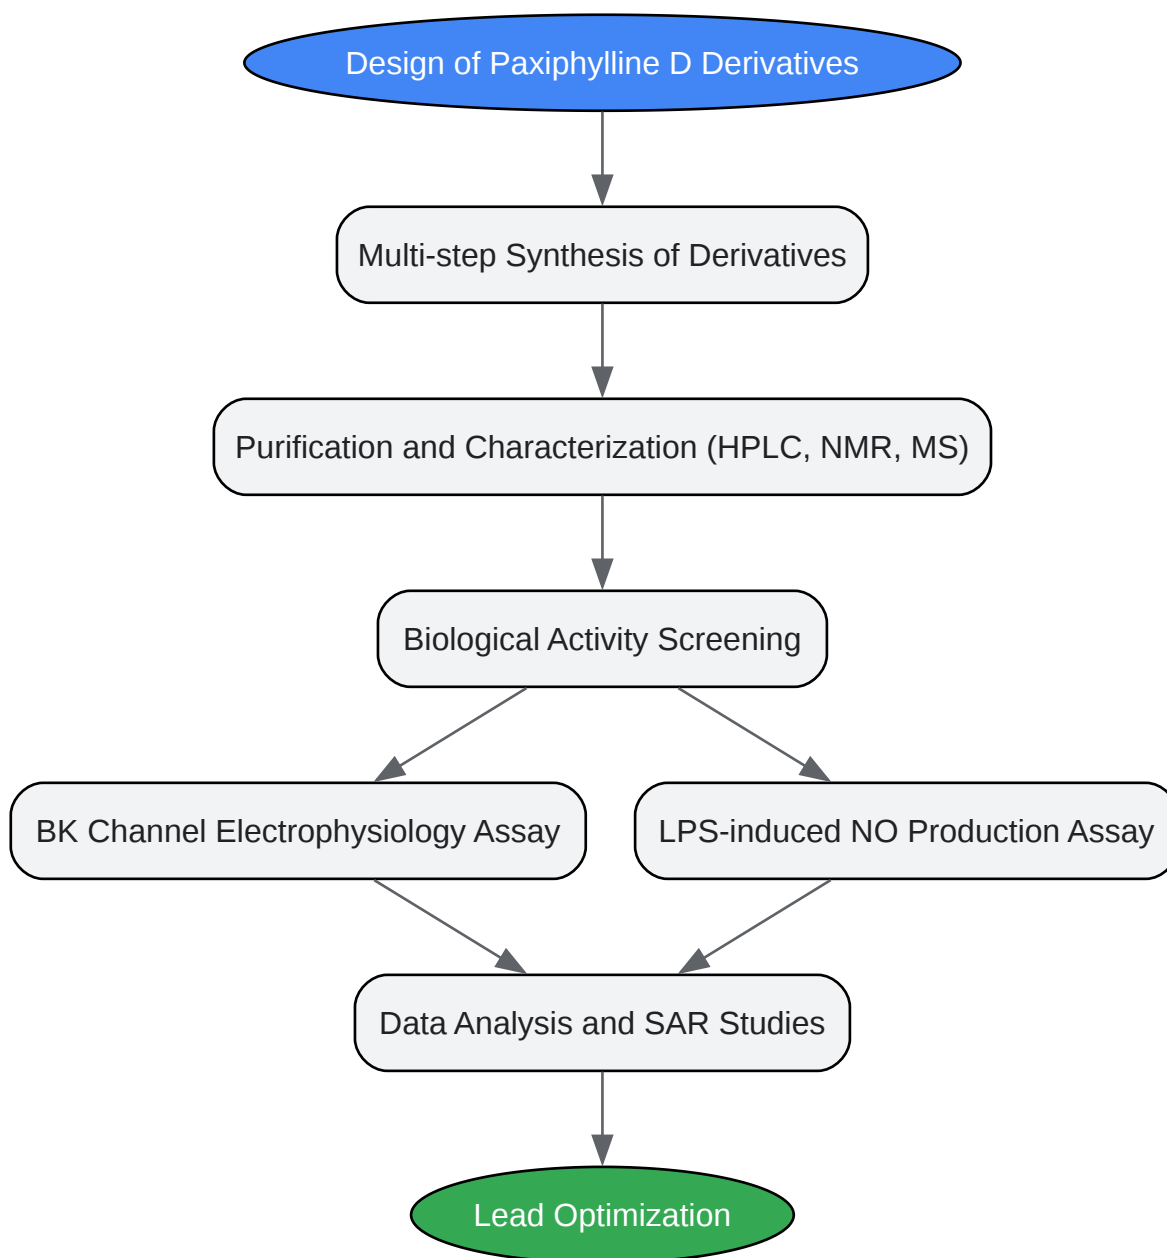 Design of Paxiphylline D Derivatives
Multi-step Synthesis of Derivatives
Purification and Characterization (HPLC, NMR, MS)
Biological Activity Screening
BK Channel Electrophysiology Assay
LPS-induced NO Production Assay
Data Analysis and SAR Studies
Lead Optimization